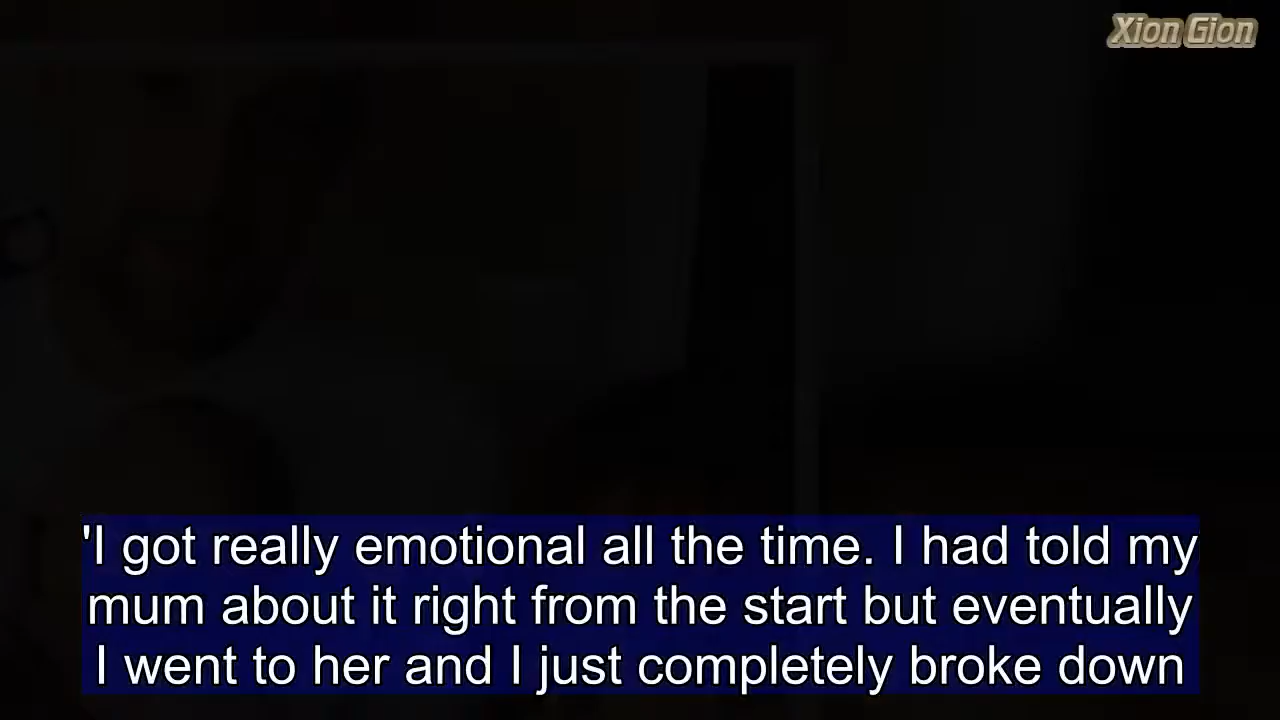 Xion Gion
'I got really emotional all the time. I had told my
mum about it right from the start but eventually
I went to her and I just completely broke down